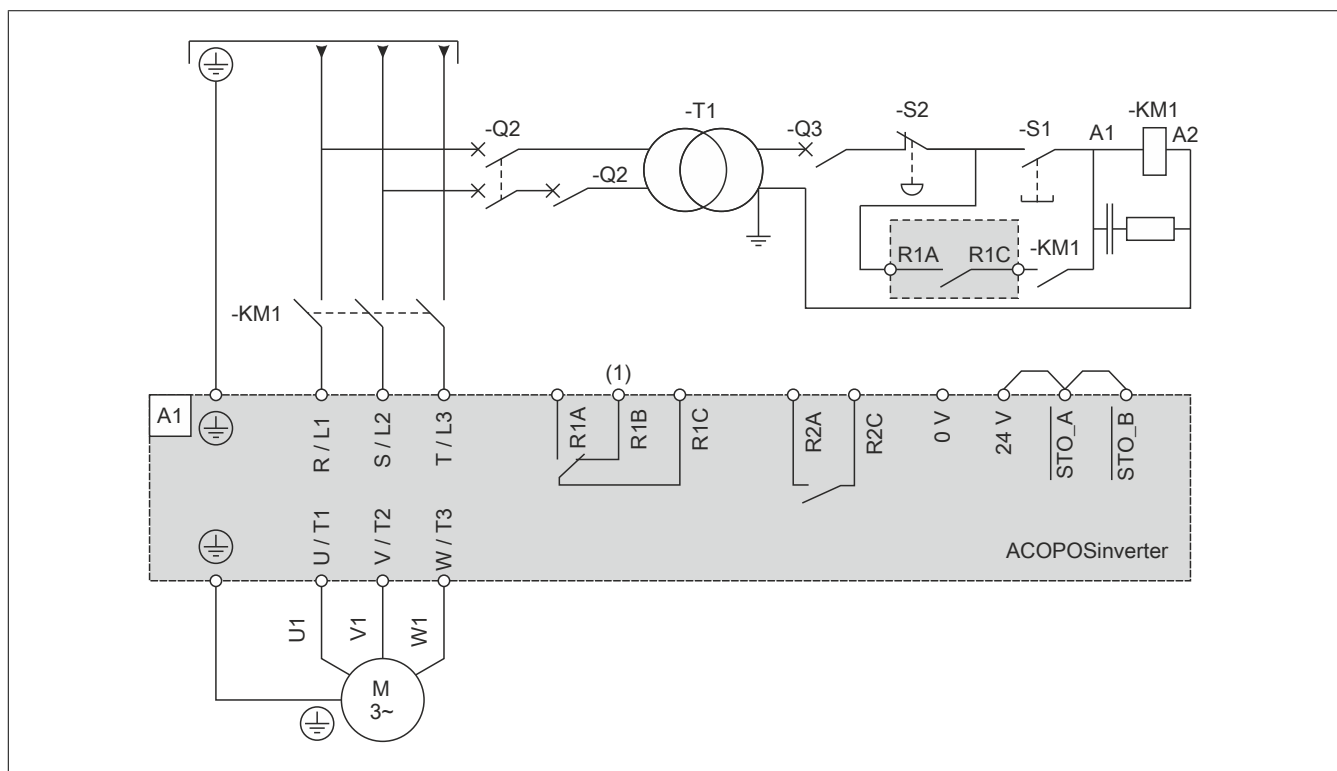 -T1
-S2
-KM1
-Q2
-Q3
-S1
A1
A2
-Q2
R1A
R1C
-KM1
-KM1
(1)
A1
R / L1
S / L2
T / L3
R1A
R1B
R1C
R2A
R2C
0 V
24 V
STO_A
STO_B
U / T1
V / T2
W / T3
ACOPOSinverter
U1
V1
W1
M
3~